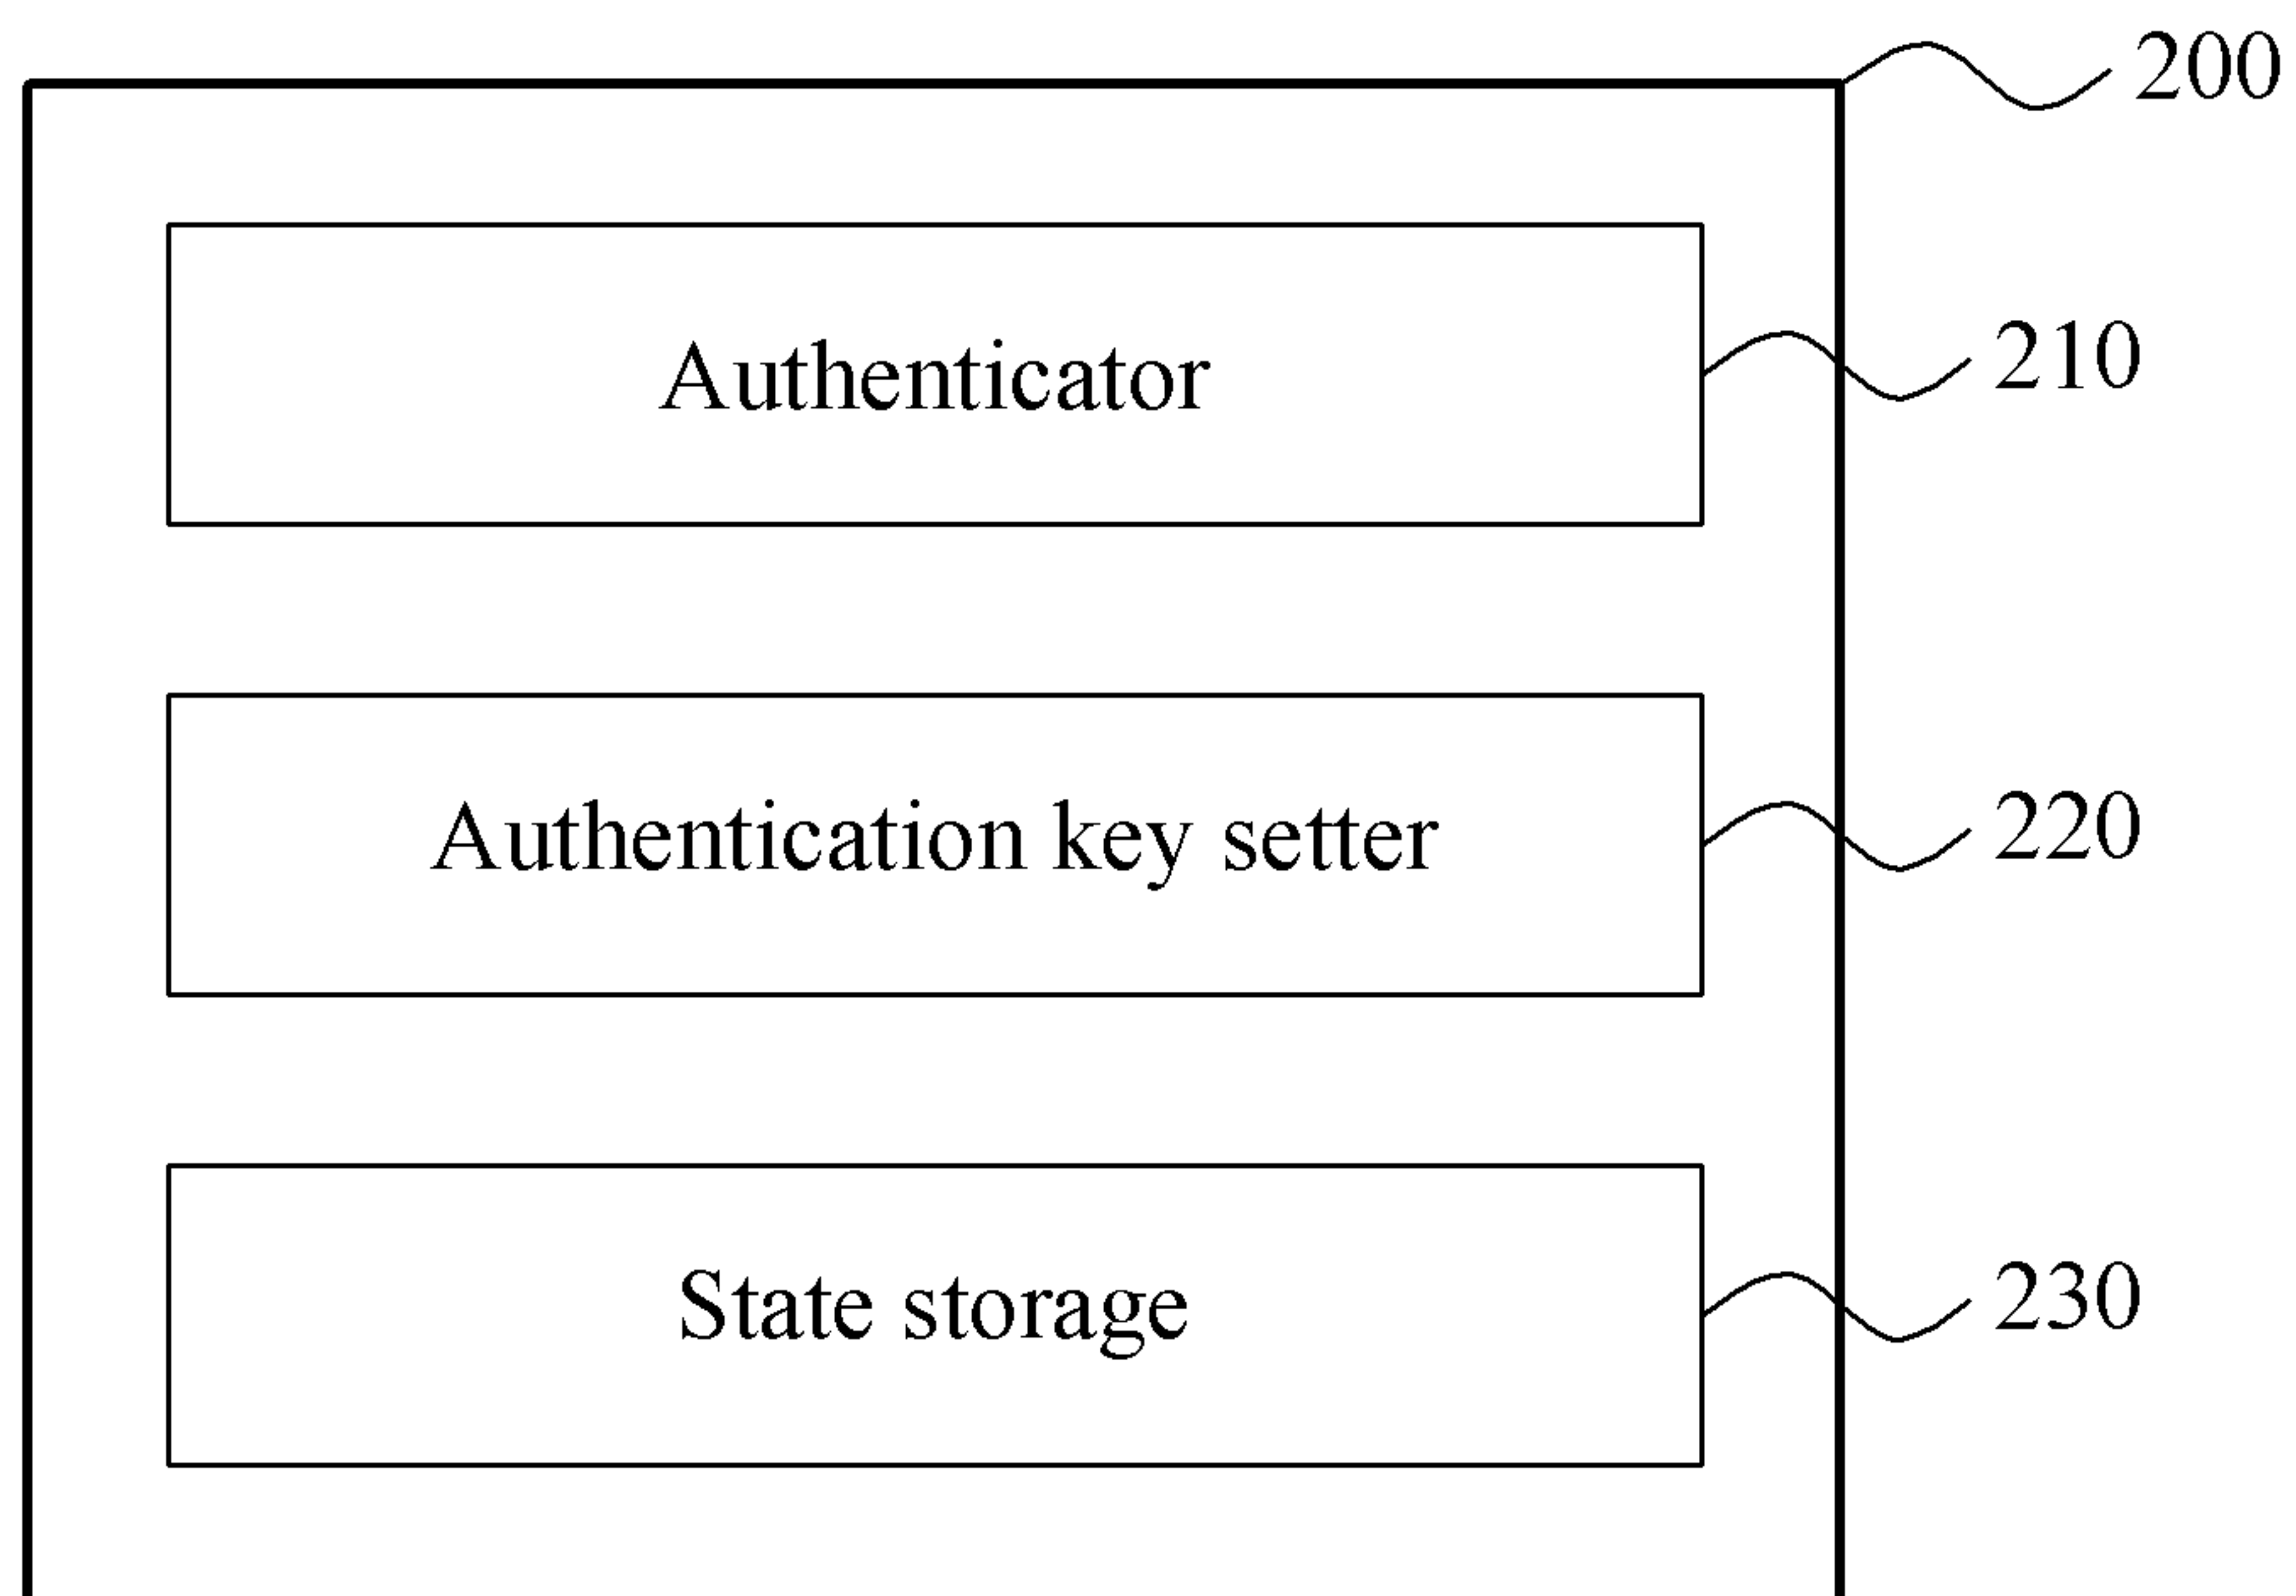 200
Authenticator
210
Authentication key setter
220
State storage
230